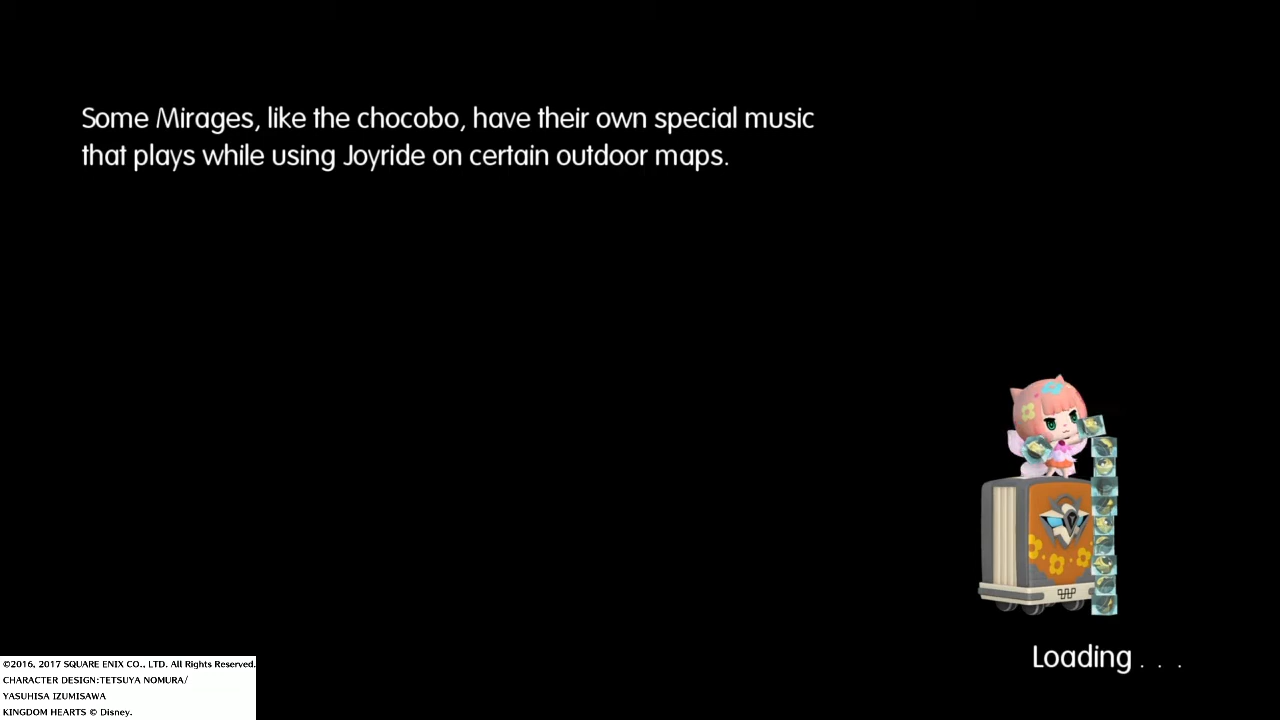 Some Mirages, like the chocobo, have their own special music
that plays while using Joyride on certain outdoor maps.
Loading . . .
©2016, 2017 SQUARE ENIX CO., LTD. All Rights Reserved.
CHARACTER DESIGN:TETSUYA NOMURA/
YASUHISA IZUMISAWA
KINGDOM HEARTS © Disney.